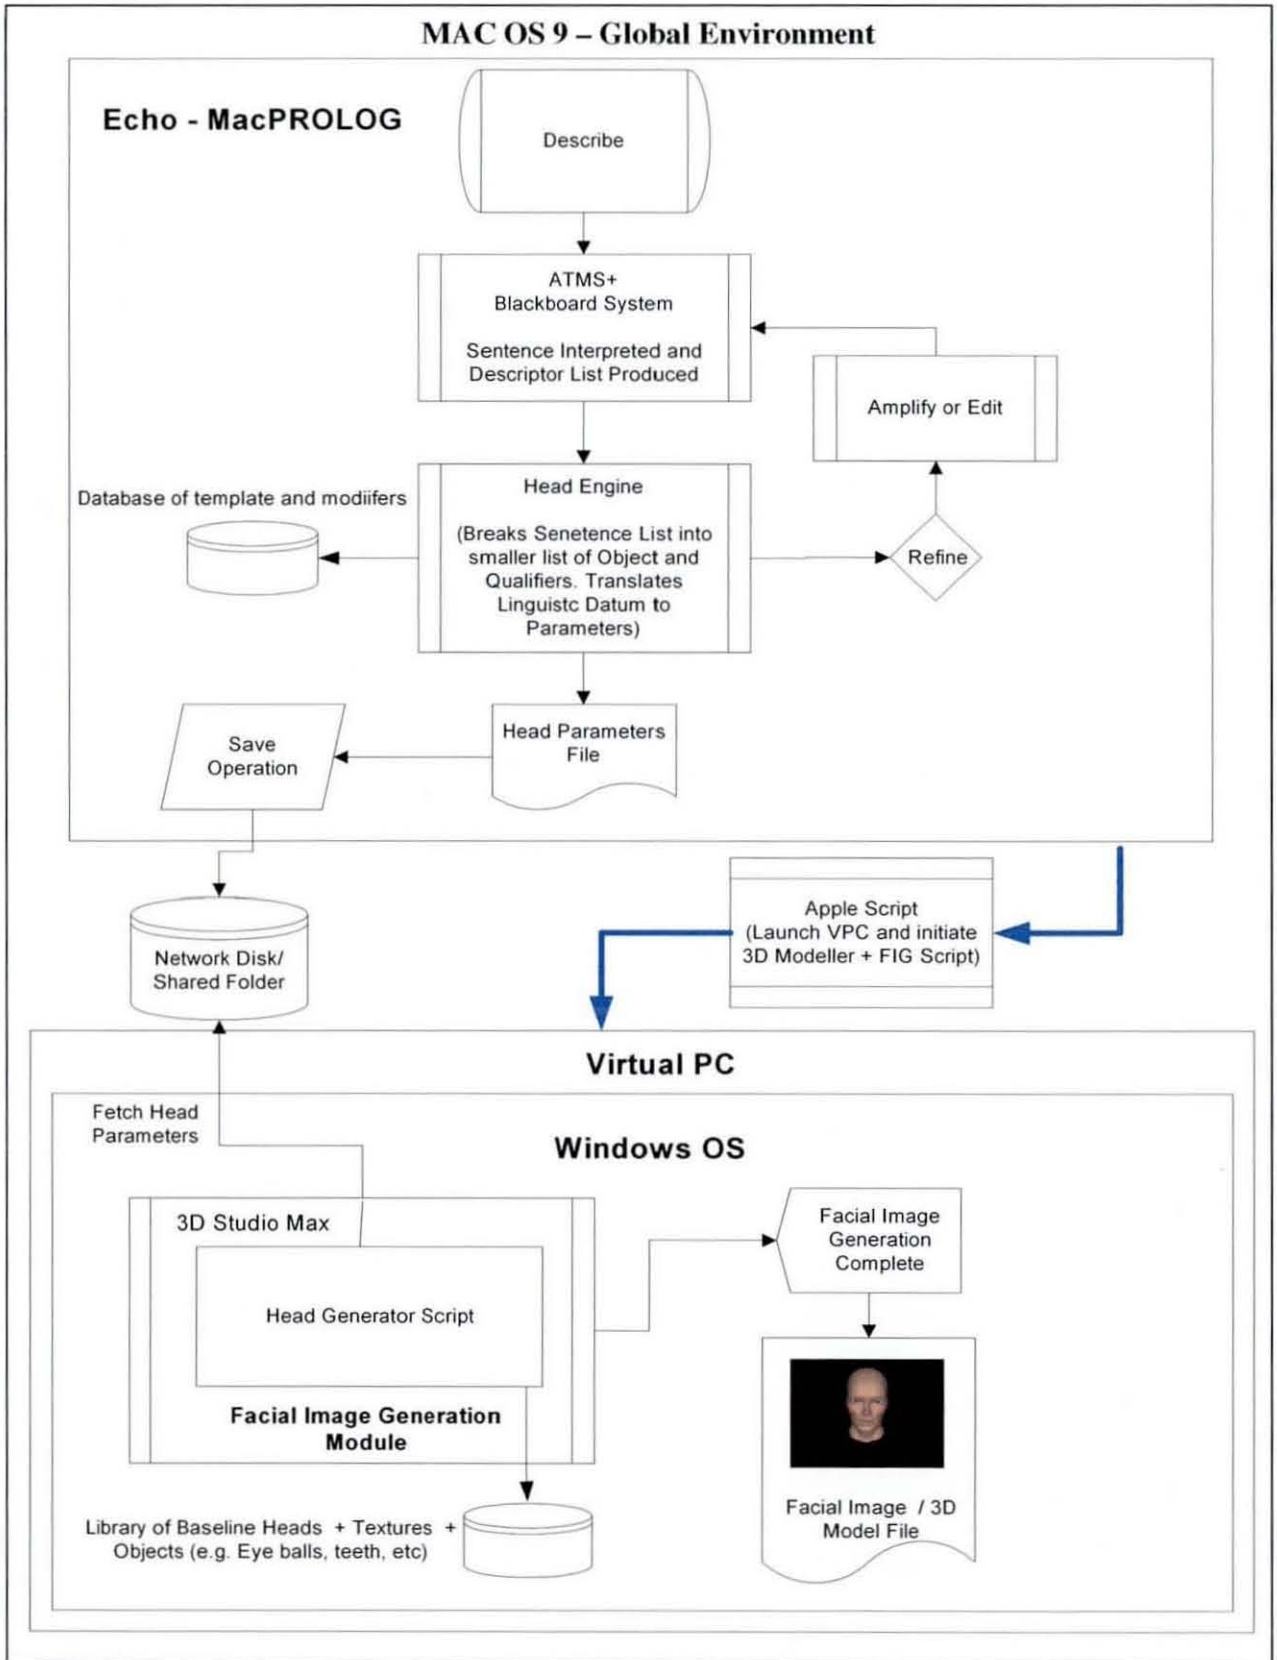 MAC OS 9 – Global Environment
Echo - MacPROLOG
Describe
ATMS+
Blackboard System
Sentence Interpreted and
Descriptor List Produced
Amplify or Edit
Database of template and modiifers
Head Engine
(Breaks Senetence List into
smaller list of Object and
Qualifiers. Translates
Linguistc Datum to
Parameters)
Refine
Save
Operation
Head Parameters
File
Network Disk/
Shared Folder
Apple Script
(Launch VPC and initiate
3D Modeller + FIG Script)
Virtual PC
Fetch Head
Parameters
Windows OS
3D Studio Max
Head Generator Script
Facial Image Generation
Module
Facial Image
Generation
Complete
Library of Baseline Heads + Textures +
Objects (e.g. Eye balls, teeth, etc)
Facial Image / 3D
Model File